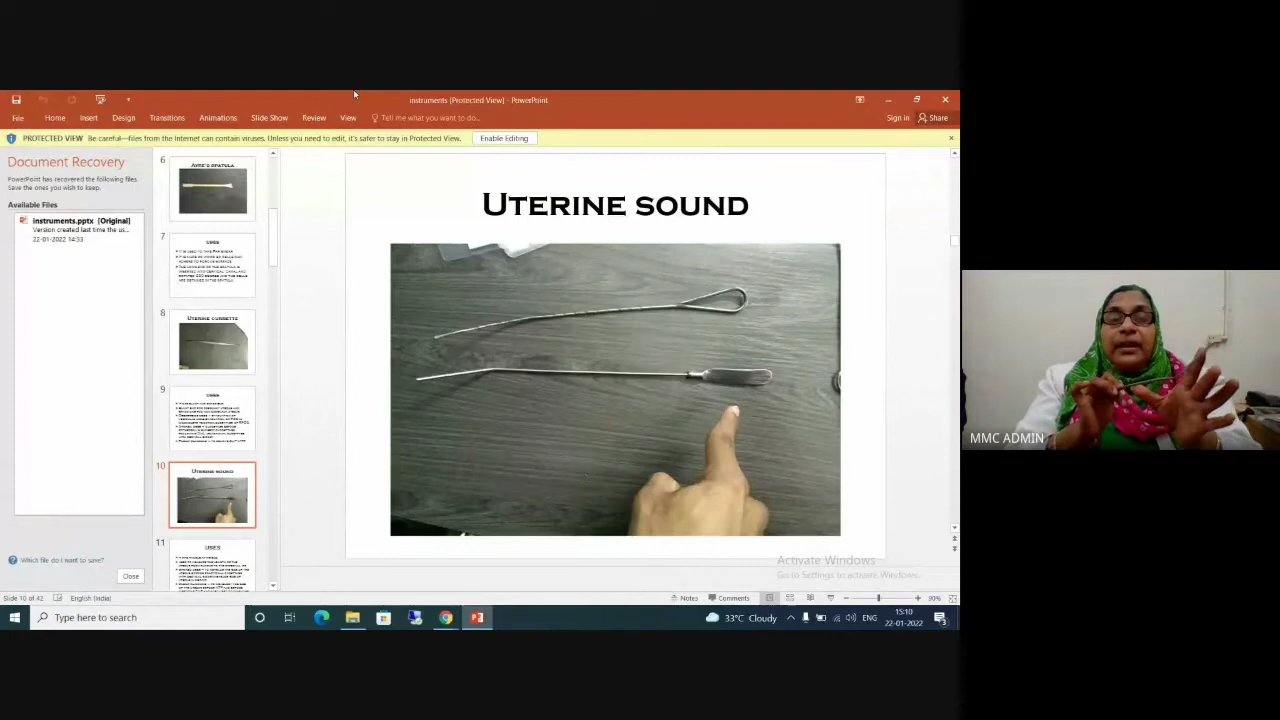 instruments [Protected View] - PowerPoint
File Home Insert Design Transitions Animations Slide Show Review View Tell me what you want to do...
Sign in Share
PROTECTED VIEW Be careful—files from the Internet can contain viruses. Unless you need to edit, it's safer to stay in Protected View. Enable Editing
Document Recovery
PowerPoint has recovered the following files.
Save the ones you wish to keep.
Available Files
instruments.pptx [Original]
Version created last time the us...
22-01-2022 14:33
Which file do I want to save?
Close
6
AYRE'S SPATULA
7
USES
8
UTERINE CURRETTE
9
USES
10
UTERINE SOUND
11
USES
UTERINE SOUND
MMC ADMIN
Activate Windows
Go to Settings to activate Windows.
Slide 10 of 42 English (India)
Notes Comments 90%
Type here to search
33°C Cloudy ENG 15:10
22-01-2022
3